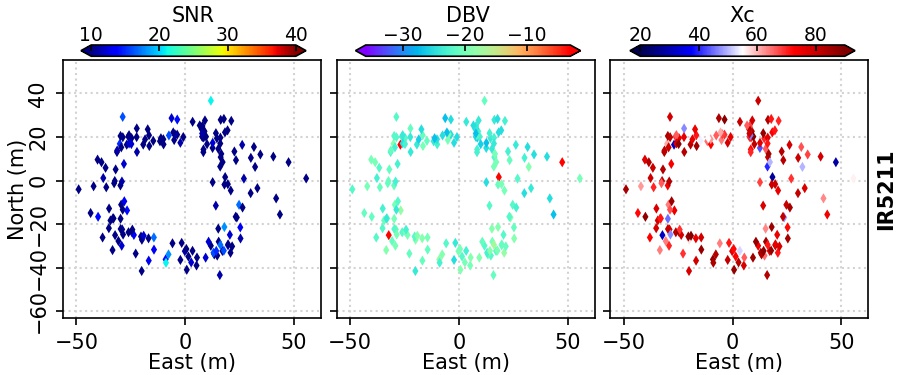 SNR
DBV
Xc
10 20 30 40
−30 −20 −10
20 40 60 80
40
20
0
−20
−40
−60
North (m)
−50 0 50
−50 0 50
−50 0 50
East (m)
East (m)
East (m)
IR5211